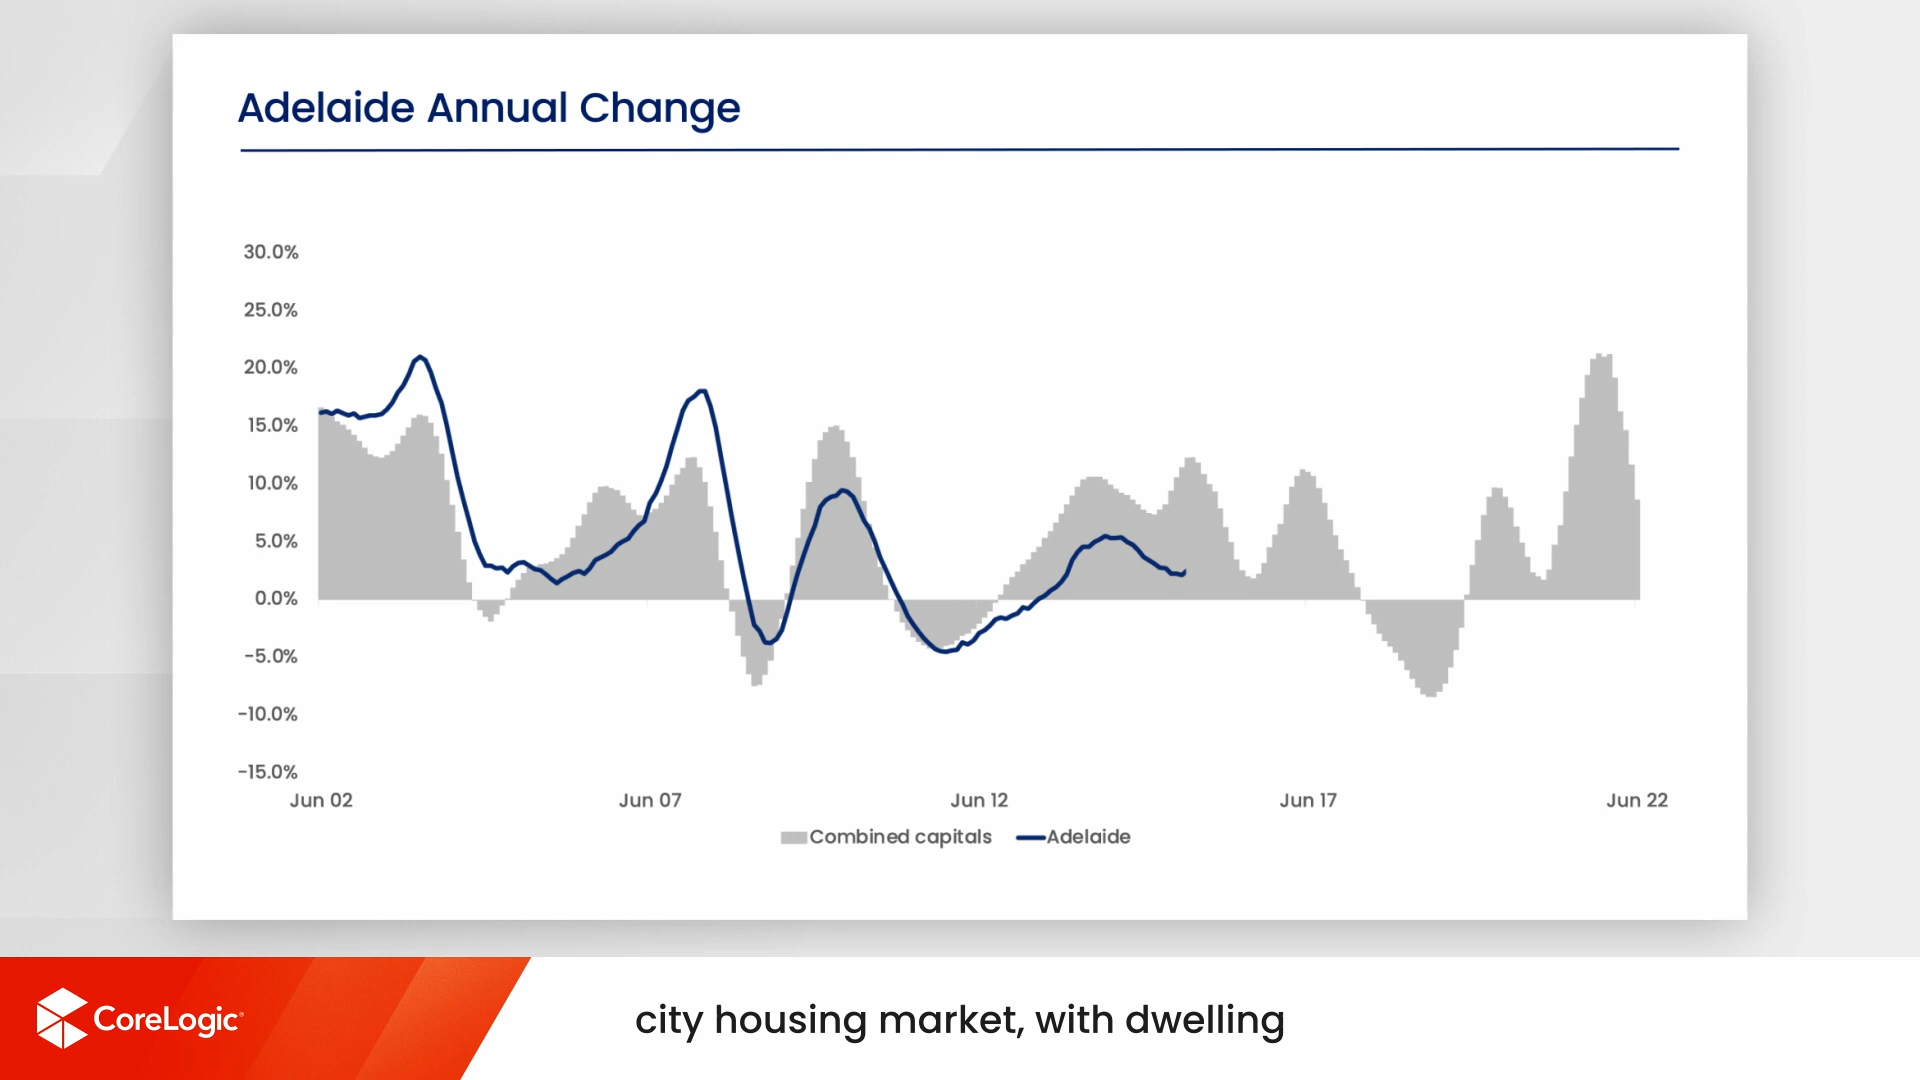 Adelaide Annual Change
30.0%
25.0%
20.0%
15.0%
10.0%
5.0%
0.0%
-5.0%
-10.0%
-15.0%
Jun 02 Jun 07 Jun 12 Jun 17 Jun 22
Combined capitals Adelaide
CoreLogic
city housing market, with dwelling